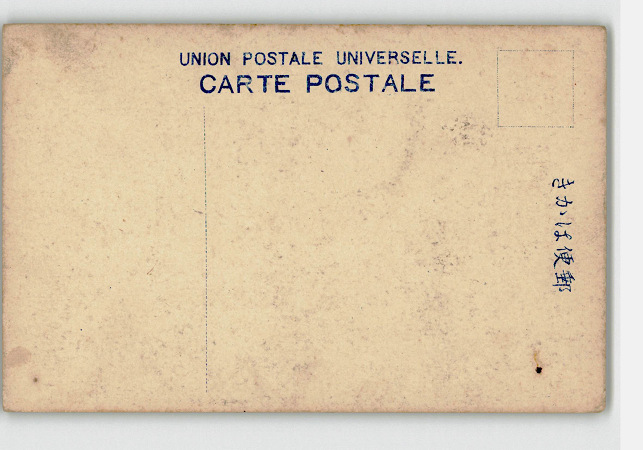 UNION POSTALE UNIVERSELLE.
CARTE POSTALE
きかは便郵